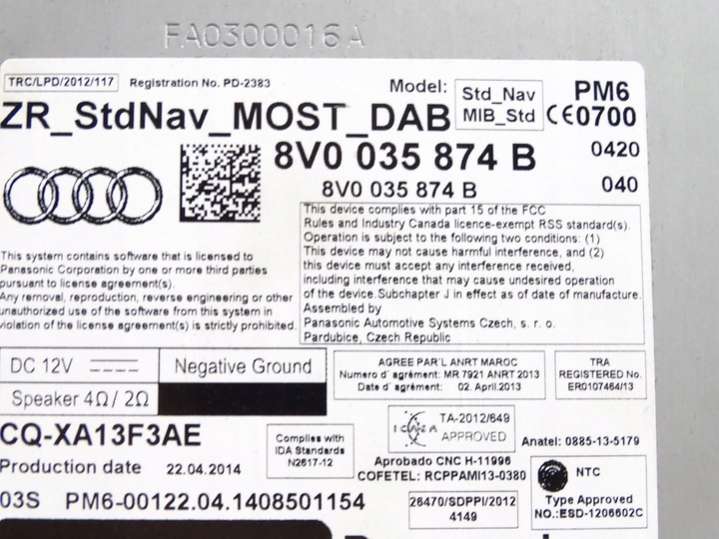 FA0300016A
TRC/LPD/2012/117 Registration No. PD-2383 Model: Std_Nav MIB_Std PM6
ZR_StdNav_MOST_DAB CE0700
8V0 035 874 B 0420
8V0 035 874 B 040
This device complies with part 15 of the FCC
Rules and Industry Canada licence-exempt RSS standard(s).
Operation is subject to the following two conditions: (1)
This device may not cause harmful interference, and (2)
this device must accept any interference received,
including interference that may cause undesired operation
of the device.Subchapter J in effect as of date of manufacture.
Assembled by
Panasonic Automotive Systems Czech, s. r. o.
Pardubice, Czech Republic
This system contains software that is licensed to
Panasonic Corporation by one or more third parties
pursuant to license agreement(s).
Any removal, reproduction, reverse engineering or other
unauthorized use of the software from this system in
violation of the license agreement(s) is strictly prohibited.
DC 12V Negative Ground
Speaker 4Ω/ 2Ω
AGREE PAR'L ANRT MAROC
Numero d´agrément: MR 7921 ANRT 2013
Date d´agrément: 02. April.2013
TRA
REGISTERED No.
ER0107464/13
ICASA TA-2012/649
APPROVED
CQ-XA13F3AE
Production date 22.04.2014
Complies with
IDA Standards
N2617-12
Anatel: 0885-13-5179
Aprobado CNC H-11996
COFETEL: RCPPAMI13-0380
NTC
Type Approved
NO.:ESD-1206602C
03S PM6-00122.04.1408501154
26470/SDPPI/2012
4149